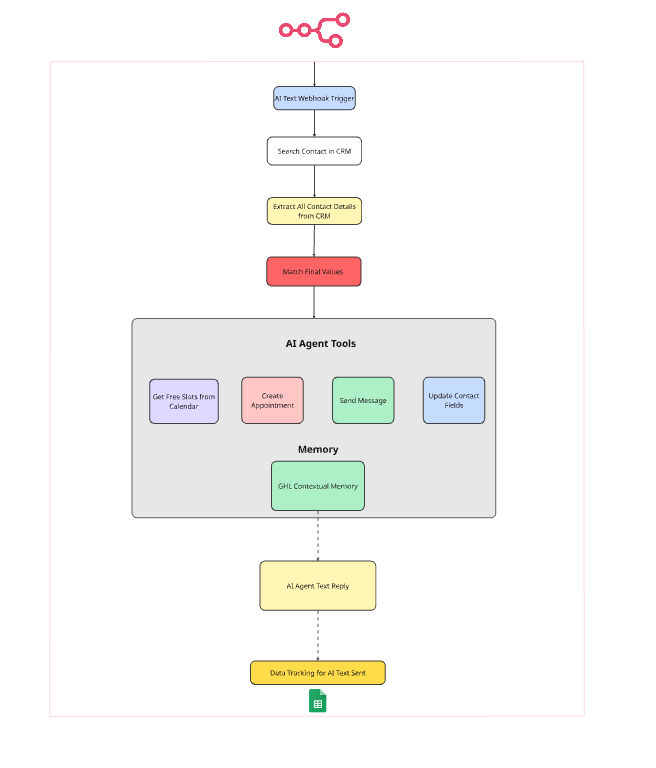 AI Text Webhoak Trigger
Search Contact in CRM
Extract All Contact Details
from CRM
Match Final Values
AI Agent Tools
Get Free Slots from
Calendar
Create
Appointment
Send Message
Update Contact
Fields
Memory
GHL Contextual Memory
AI Agent Text Reply
Data Tracking for AI Text Sent